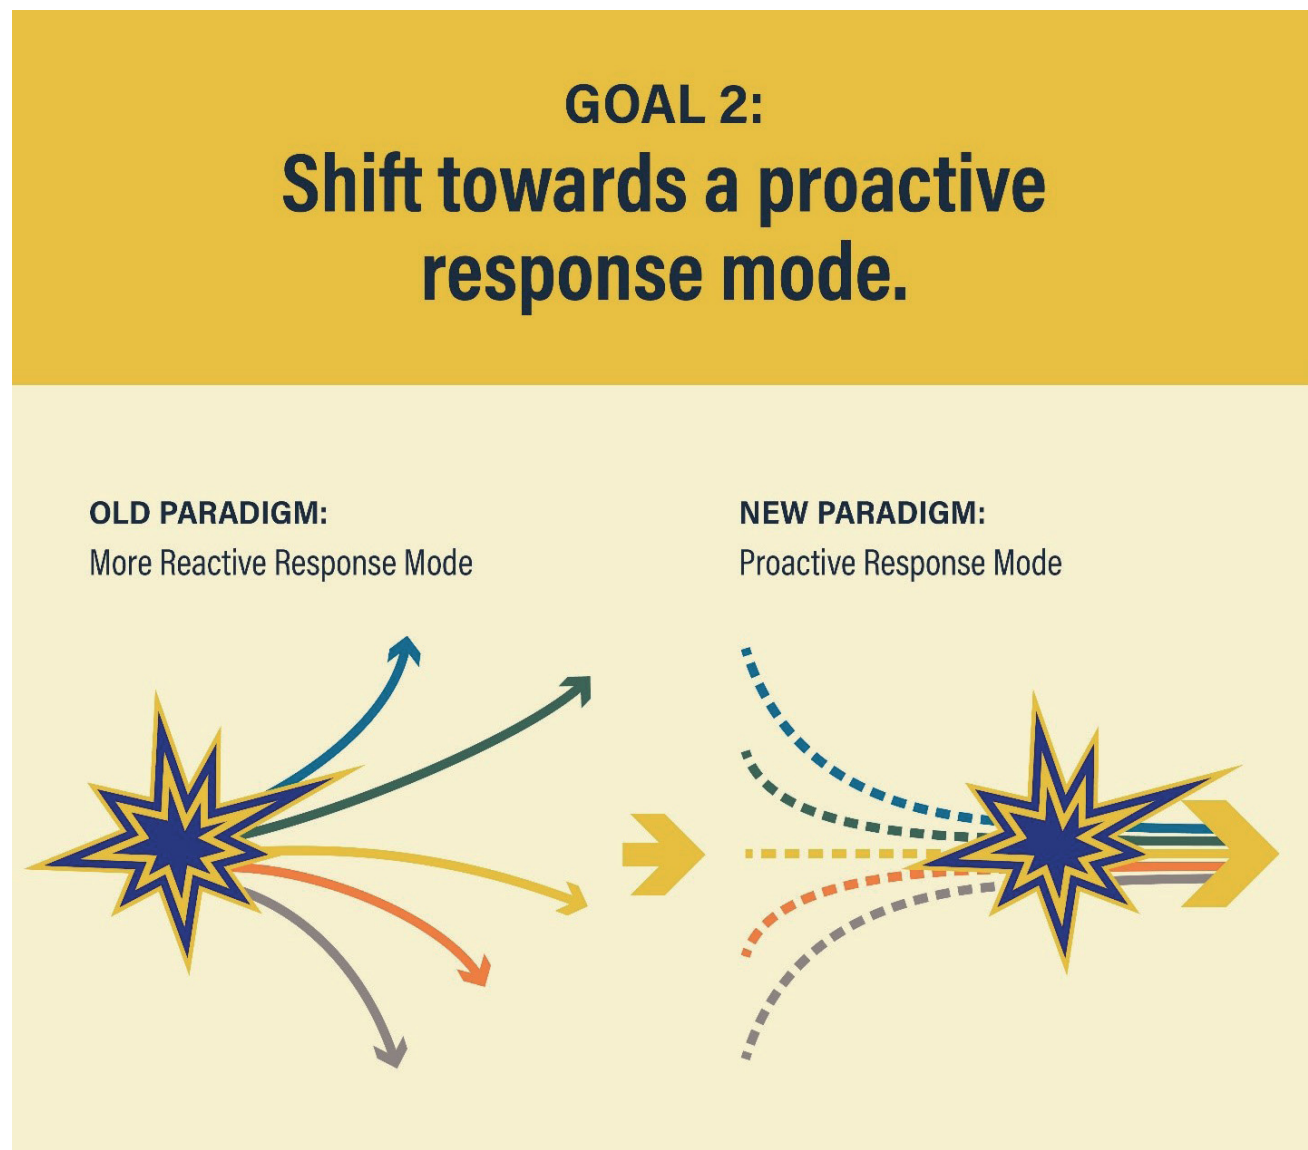 GOAL 2:
Shift towards a proactive
response mode.
OLD PARADIGM:
More Reactive Response Mode
NEW PARADIGM:
Proactive Response Mode